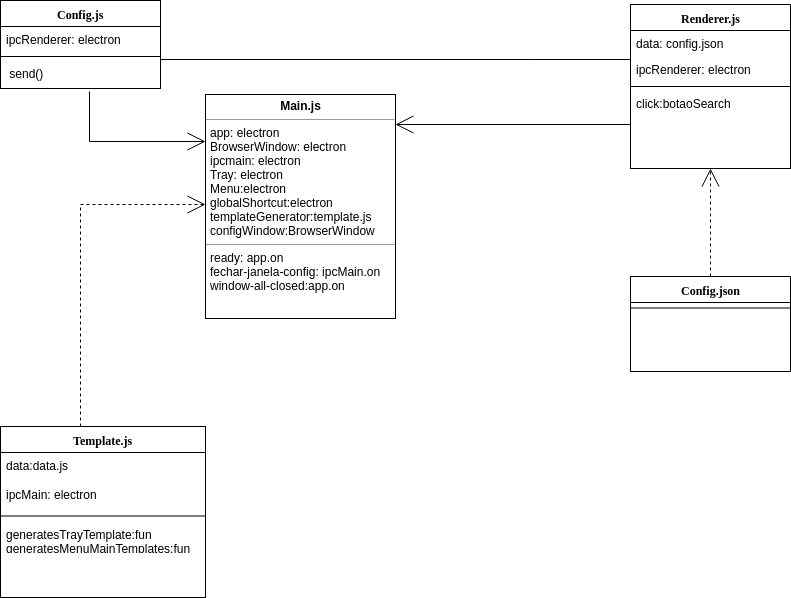 Config.js
ipcRenderer: electron
send()
Renderer.js
data: config.json
ipcRenderer: electron
click:botaoSearch
Main.js
app: electron
BrowserWindow: electron
ipcmain: electron
Tray: electron
Menu:electron
globalShortcut:electron
templateGenerator:template.js
configWindow:BrowserWindow
ready: app.on
fechar-janela-config: ipcMain.on
window-all-closed:app.on
Config.json
Template.js
data:data.js
ipcMain: electron
generatesTrayTemplate:fun
generatesMenuMainTemplates:fun